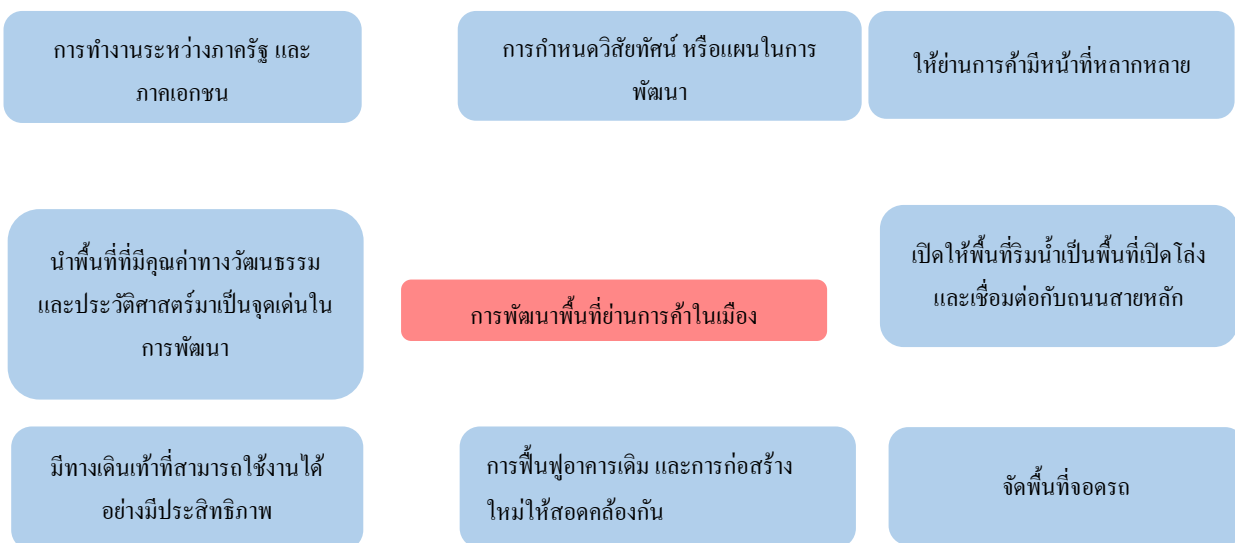 การทำงานระหว่างภาครัฐ และ
ภาคเอกชน
การกำหนดวิสัยทัศน์ หรือแผนในการ
พัฒนา
ให้ย่านการค้ามีหน้าที่หลากหลาย
นำพื้นที่ที่มีคุณค่าทางวัฒนธรรม
และประวัติศาสตร์มาเป็นจุดเด่นใน
การพัฒนา
การพัฒนาพื้นที่ย่านการค้าในเมือง
เปิดให้พื้นที่ริมน้ำเป็นพื้นที่เปิดโล่ง
และเชื่อมต่อกับถนนสายหลัก
มีทางเดินเท้าที่สามารถใช้งานได้
อย่างมีประสิทธิภาพ
การฟื้นฟูอาคารเดิม และการก่อสร้าง
ใหม่ให้สอดคล้องกัน
จัดพื้นที่จอดรถ